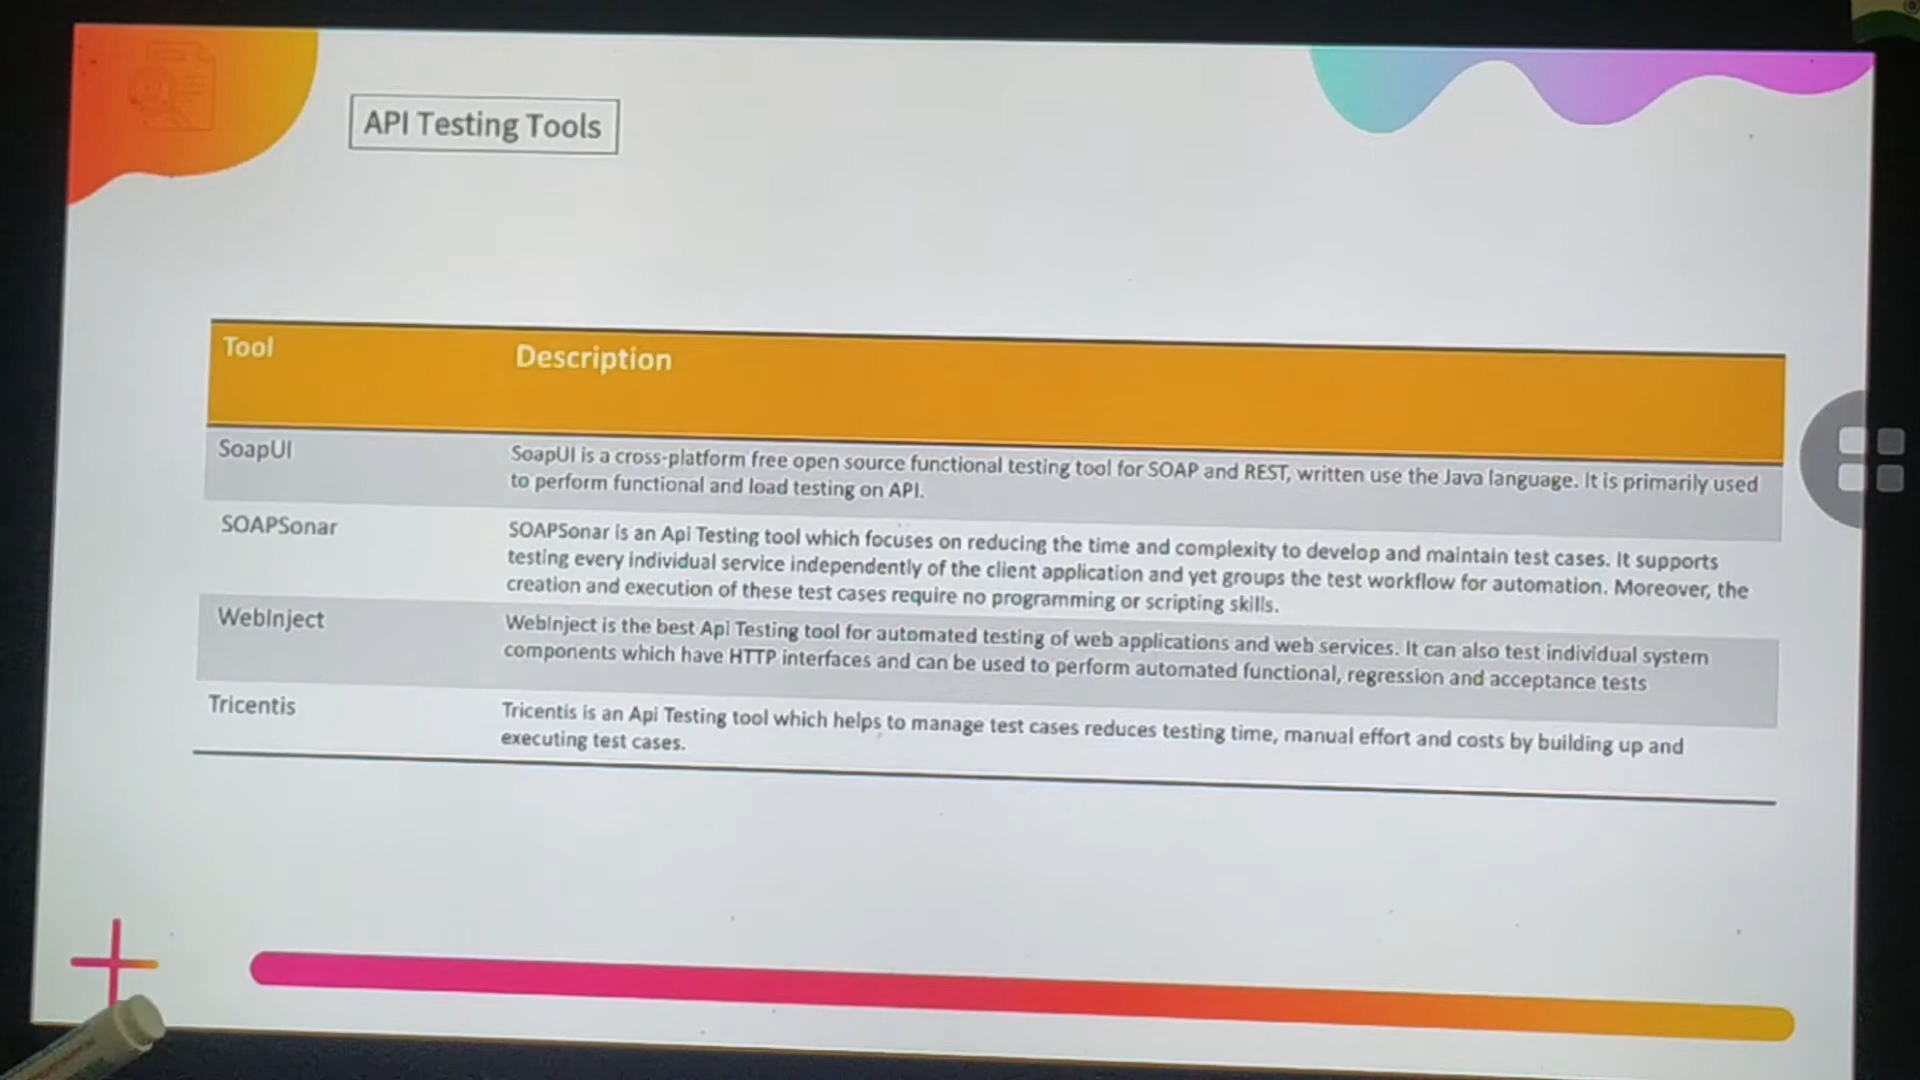 API Testing Tools
Tool
Description
SoapUI
SoapUI is a cross-platform free open source functional testing tool for SOAP and REST, written use the Java language. It is primarily used
to perform functional and load testing on API.
SOAPSonar
SOAPSonar is an Api Testing tool which focuses on reducing the time and complexity to develop and maintain test cases. It supports
testing every individual service independently of the client application and yet groups the test workflow for automation. Moreover, the
creation and execution of these test cases require no programming or scripting skills.
WebInject
WebInject is the best Api Testing tool for automated testing of web applications and web services. It can also test individual system
components which have HTTP interfaces and can be used to perform automated functional, regression and acceptance tests
Tricentis
Tricentis is an Api Testing tool which helps to manage test cases reduces testing time, manual effort and costs by building up and
executing test cases.